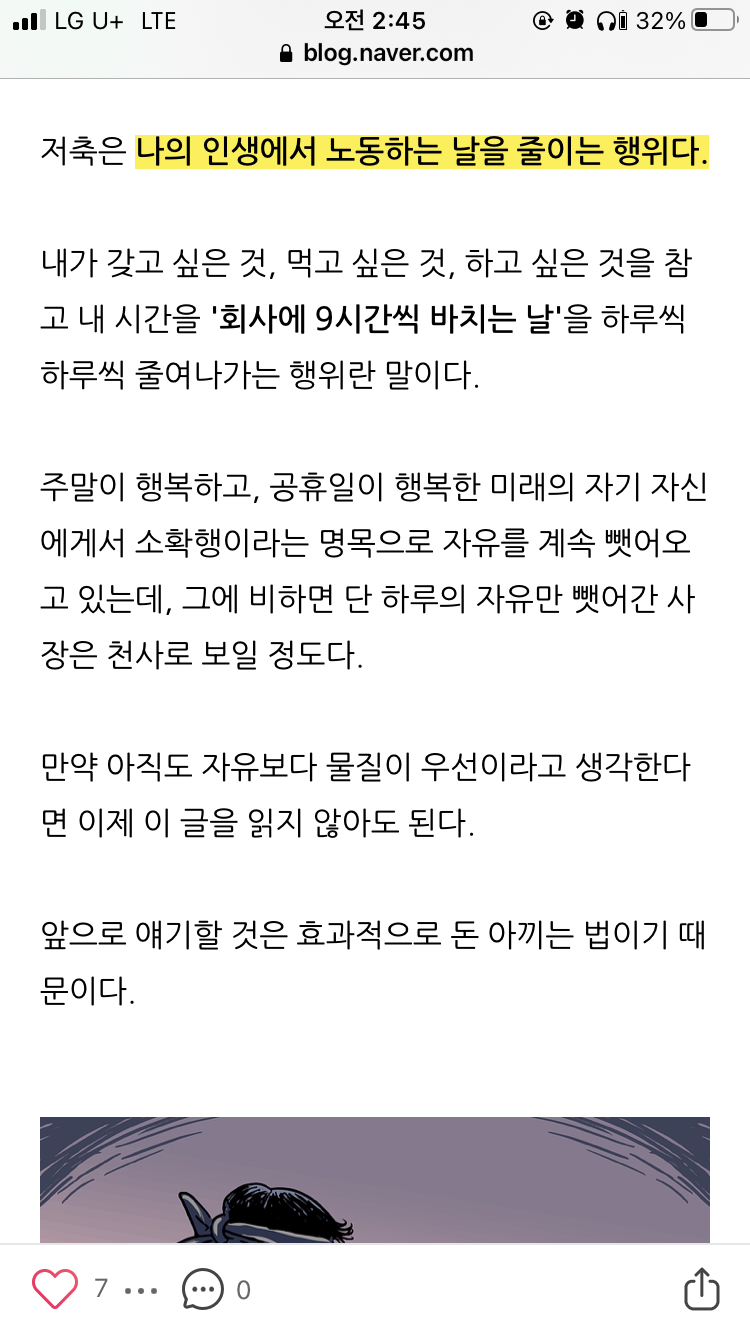 LG U+ LTE 오전 2:45 32%
blog.naver.com
저축은 나의 인생에서 노동하는 날을 줄이는 행위다.
내가 갖고 싶은 것, 먹고 싶은 것, 하고 싶은 것을 참
고 내 시간을 '회사에 9시간씩 바치는 날'을 하루씩
하루씩 줄여나가는 행위란 말이다.
주말이 행복하고, 공휴일이 행복한 미래의 자기 자신
에게서 소확행이라는 명목으로 자유를 계속 뺏어오
고 있는데, 그에 비하면 단 하루의 자유만 뺏어간 사
장은 천사로 보일 정도다.
만약 아직도 자유보다 물질이 우선이라고 생각한다
면 이제 이 글을 읽지 않아도 된다.
앞으로 얘기할 것은 효과적으로 돈 아끼는 법이기 때
문이다.
7 0